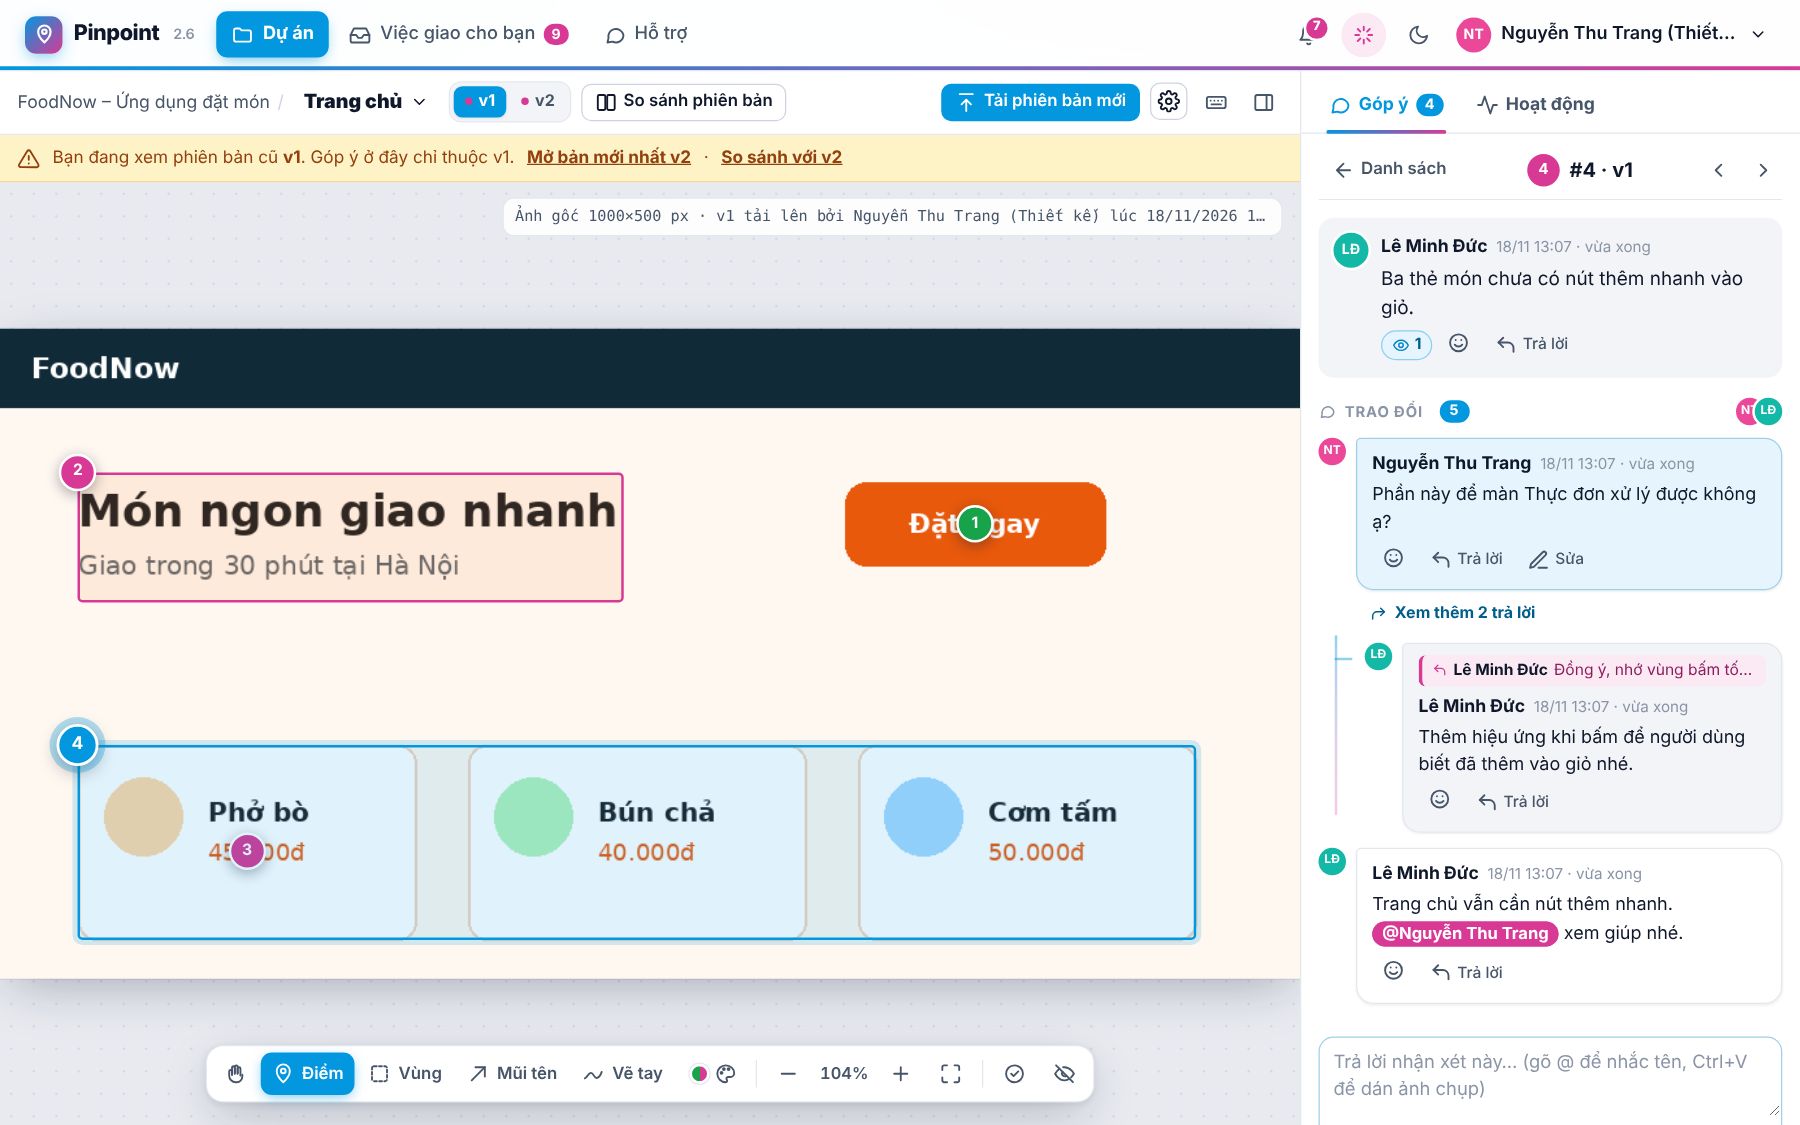 Pinpoint 2.6
Dự án
Việc giao cho bạn 9
Hỗ trợ
7
NT Nguyễn Thu Trang (Thiết...
FoodNow – Ứng dụng đặt món /
Trang chủ
v1 v2
So sánh phiên bản
Tải phiên bản mới
Bạn đang xem phiên bản cũ v1. Góp ý ở đây chỉ thuộc v1. Mở bản mới nhất v2 · So sánh với v2
Ảnh gốc 1000×500 px · v1 tải lên bởi Nguyễn Thu Trang (Thiết kế) lúc 18/11/2026 1…
FoodNow
2
Món ngon giao nhanh
Giao trong 30 phút tại Hà Nội
1
4
Phở bò
3
Bún chả
40.000đ
Cơm tấm
50.000đ
Điểm
Vùng
Mũi tên
Vẽ tay
104%
Góp ý 4
Hoạt động
Danh sách
4 #4 · v1
LĐ
Lê Minh Đức 18/11 13:07 · vừa xong
Ba thẻ món chưa có nút thêm nhanh vào
giỏ.
1
Trả lời
TRAO ĐỔI 5
LĐ
NT
Nguyễn Thu Trang 18/11 13:07 · vừa xong
Phần này để màn Thực đơn xử lý được không
ạ?
Trả lời Sửa
Xem thêm 2 trả lời
LĐ
Lê Minh Đức Đồng ý, nhớ vùng bấm tố...
Lê Minh Đức 18/11 13:07 · vừa xong
Thêm hiệu ứng khi bấm để người dùng
biết đã thêm vào giỏ nhé.
Trả lời
LĐ
Lê Minh Đức 18/11 13:07 · vừa xong
Trang chủ vẫn cần nút thêm nhanh.
@Nguyễn Thu Trang xem giúp nhé.
Trả lời
Trả lời nhận xét này... (gõ @ để nhắc tên, Ctrl+V
để dán ảnh chụp)